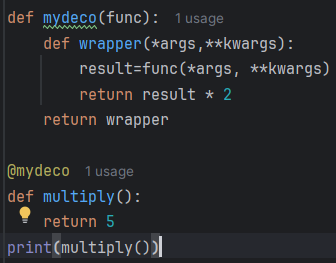 def mydeco(func): 1 usage
    def wrapper(*args,**kwargs):
        result=func(*args, **kwargs)
        return result * 2
    return wrapper

@mydeco 1 usage
def multiply():
    return 5
print(multiply())